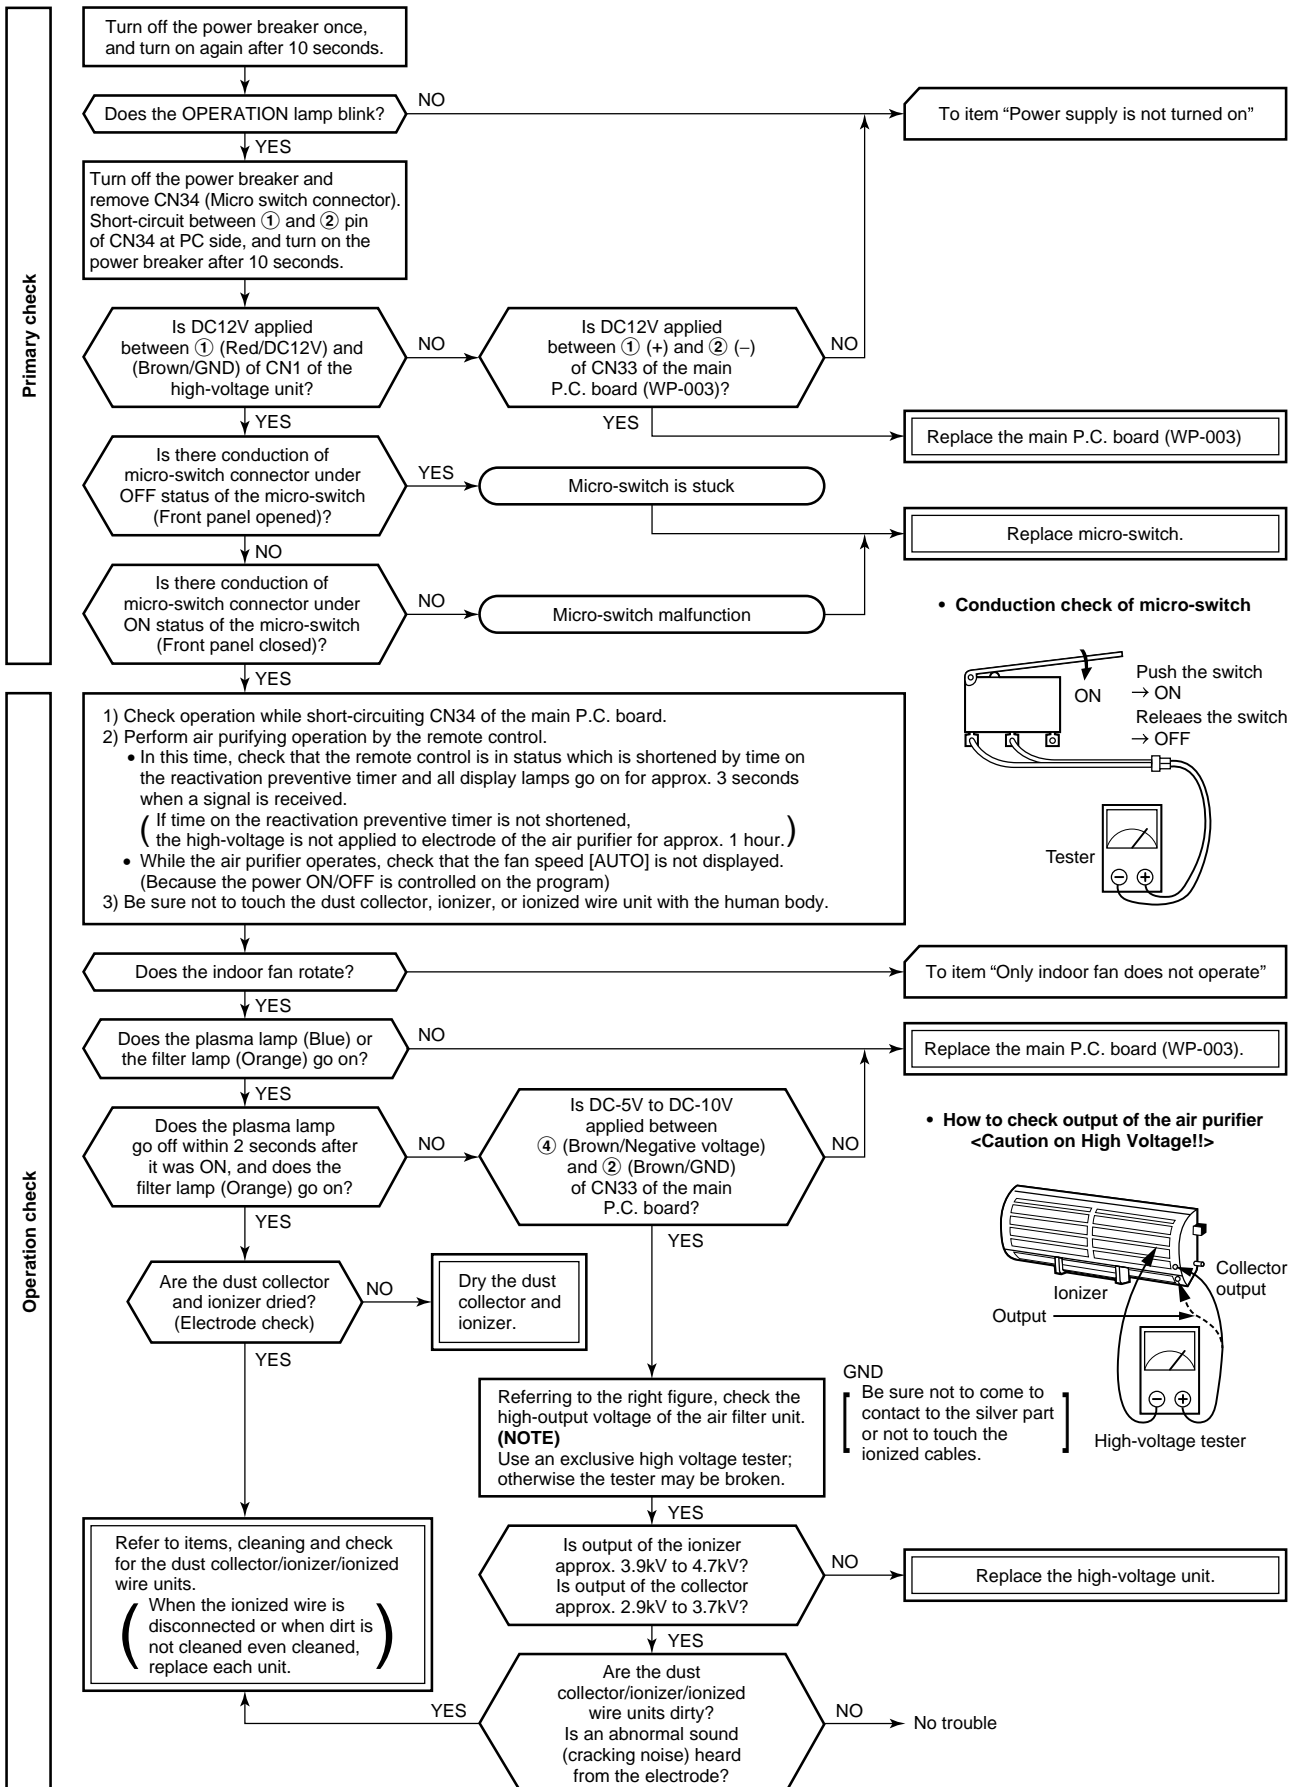 Primary check
Turn off the power breaker once,
and turn on again after 10 seconds.
Does the OPERATION lamp blink?
NO
To item “Power supply is not turned on”
YES
Turn off the power breaker and
remove CN34 (Micro switch connector).
Short-circuit between ① and ② pin
of CN34 at PC side, and turn on the
power breaker after 10 seconds.
Is DC12V applied
between ① (Red/DC12V) and
(Brown/GND) of CN1 of the
high-voltage unit?
NO
Is DC12V applied
between ① (+) and ② (–)
of CN33 of the main
P.C. board (WP-003)?
NO
YES
YES
Replace the main P.C. board (WP-003)
Is there conduction of
micro-switch connector under
OFF status of the micro-switch
(Front panel opened)?
YES
Micro-switch is stuck
Replace micro-switch.
NO
Is there conduction of
micro-switch connector under
ON status of the micro-switch
(Front panel closed)?
NO
Micro-switch malfunction
YES
• Conduction check of micro-switch
ON
Push the switch
→ ON
Releaes the switch
→ OFF
Tester
Operation check
1) Check operation while short-circuiting CN34 of the main P.C. board.
2) Perform air purifying operation by the remote control.
• In this time, check that the remote control is in status which is shortened by time on
the reactivation preventive timer and all display lamps go on for approx. 3 seconds
when a signal is received.
( If time on the reactivation preventive timer is not shortened,
the high-voltage is not applied to electrode of the air purifier for approx. 1 hour. )
• While the air purifier operates, check that the fan speed [AUTO] is not displayed.
(Because the power ON/OFF is controlled on the program)
3) Be sure not to touch the dust collector, ionizer, or ionized wire unit with the human body.
Does the indoor fan rotate?
To item “Only indoor fan does not operate”
YES
Does the plasma lamp (Blue) or
the filter lamp (Orange) go on?
NO
Replace the main P.C. board (WP-003).
YES
Does the plasma lamp
go off within 2 seconds after
it was ON, and does the
filter lamp (Orange) go on?
NO
Is DC-5V to DC-10V
applied between
④ (Brown/Negative voltage)
and ② (Brown/GND)
of CN33 of the main
P.C. board?
NO
YES
YES
• How to check output of the air purifier
<Caution on High Voltage!!>
Ionizer
Collector
output
Output
High-voltage tester
GND
[ Be sure not to come to
contact to the silver part
or not to touch the
ionized cables. ]
Are the dust collector
and ionizer dried?
(Electrode check)
NO
Dry the dust
collector and
ionizer.
YES
Referring to the right figure, check the
high-output voltage of the air filter unit.
(NOTE)
Use an exclusive high voltage tester;
otherwise the tester may be broken.
YES
Is output of the ionizer
approx. 3.9kV to 4.7kV?
Is output of the collector
approx. 2.9kV to 3.7kV?
NO
Replace the high-voltage unit.
YES
Refer to items, cleaning and check
for the dust collector/ionizer/ionized
wire units.
( When the ionized wire is
disconnected or when dirt is
not cleaned even cleaned,
replace each unit. )
Are the dust
collector/ionizer/ionized
wire units dirty?
Is an abnormal sound
(cracking noise) heard
from the electrode?
YES
NO
No trouble